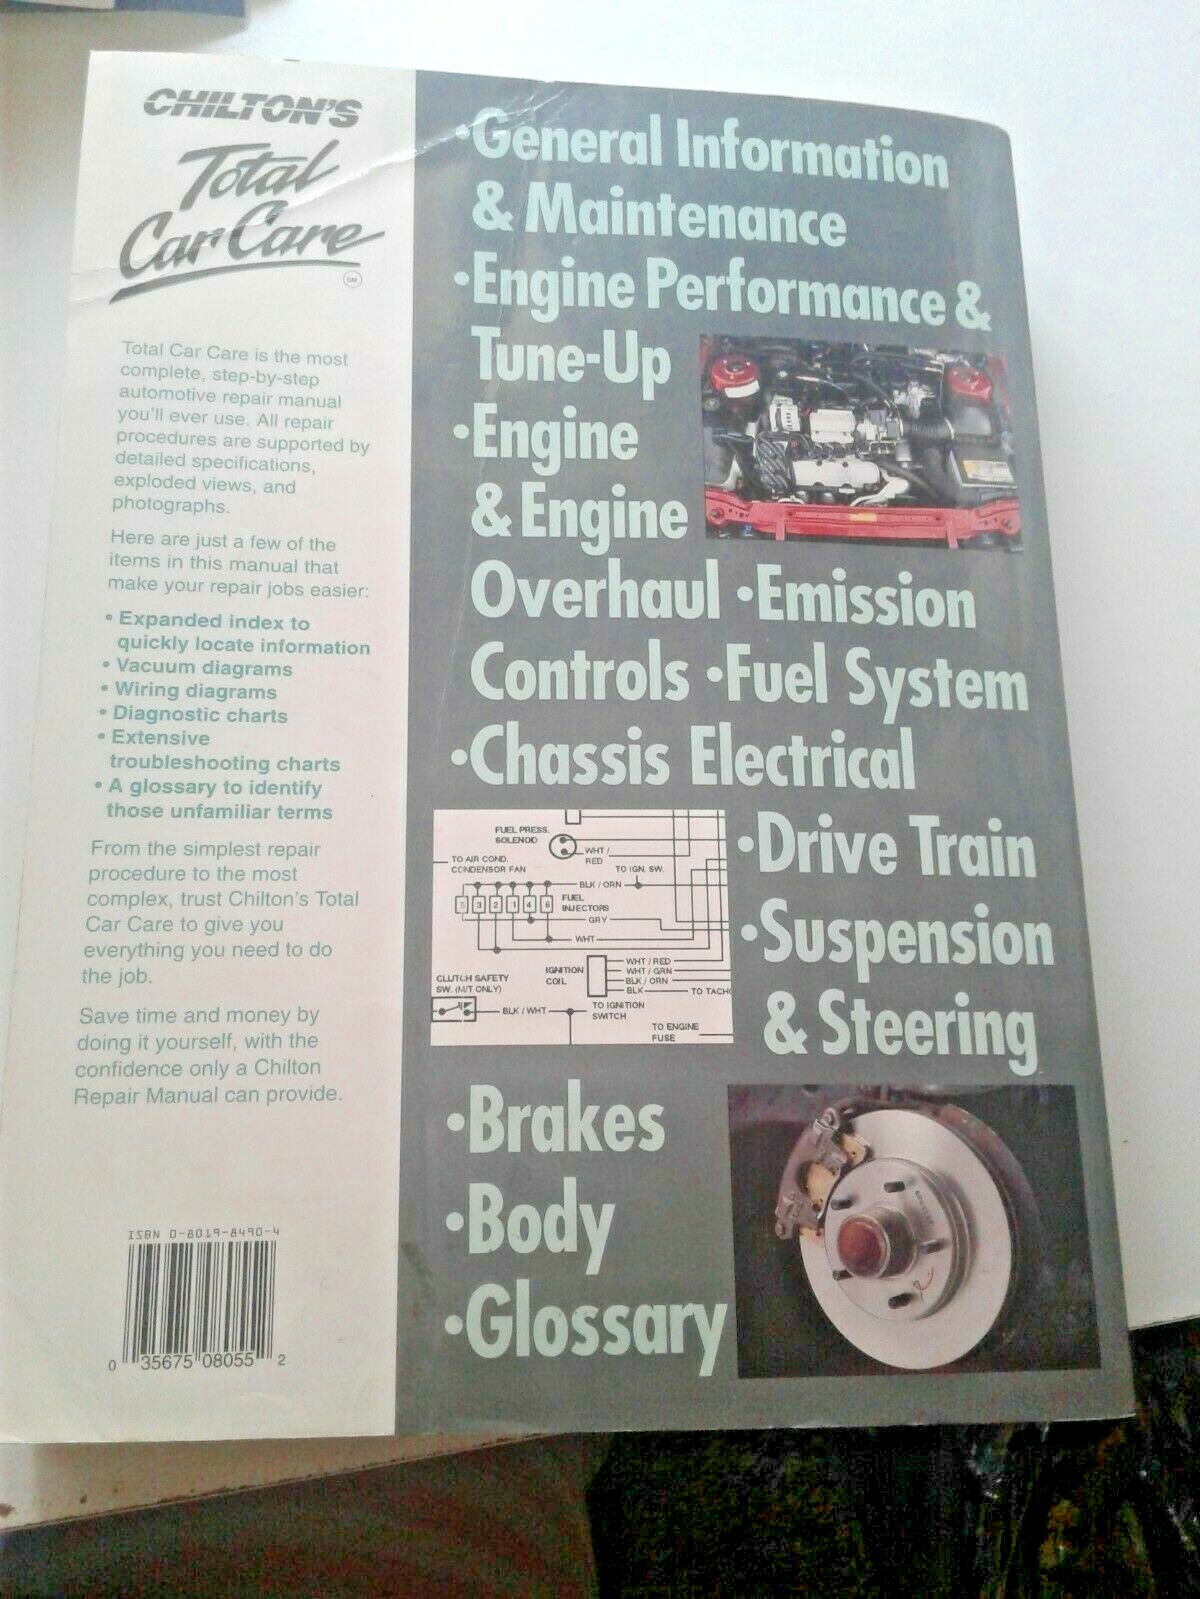 CHILTON'S
Total
Car Care
SM
Total Car Care is the most
complete, step-by-step
automotive repair manual
you'll ever use. All repair
procedures are supported by
detailed specifications,
exploded views, and
photographs.
Here are just a few of the
items in this manual that
make your repair jobs easier:
• Expanded index to
quickly locate information
• Vacuum diagrams
• Wiring diagrams
• Diagnostic charts
• Extensive
troubleshooting charts
• A glossary to identify
those unfamiliar terms
From the simplest repair
procedure to the most
complex, trust Chilton's Total
Car Care to give you
everything you need to do
the job.
Save time and money by
doing it yourself, with the
confidence only a Chilton
Repair Manual can provide.
ISBN 0-8019-8490-4
0 35675 08055 2
•General Information
& Maintenance
•Engine Performance &
Tune-Up
•Engine
& Engine
Overhaul •Emission
Controls •Fuel System
•Chassis Electrical
FUEL PRESS.
SOLENOID
WHT /
RED
TO AIR COND.
CONDENSOR FAN
TO IGN. SW.
BLK / ORN
5 3 2 1 4 6
FUEL
INJECTORS
GRY
WHT
IGNITION
COIL
WHT / RED
WHT / GRN
BLK / ORN
BLK
TO TACH
CLUTCH SAFETY
SW. (M/T ONLY)
BLK / WHT
TO IGNITION
SWITCH
TO ENGINE
FUSE
•Drive Train
•Suspension
& Steering
•Brakes
•Body
•Glossary